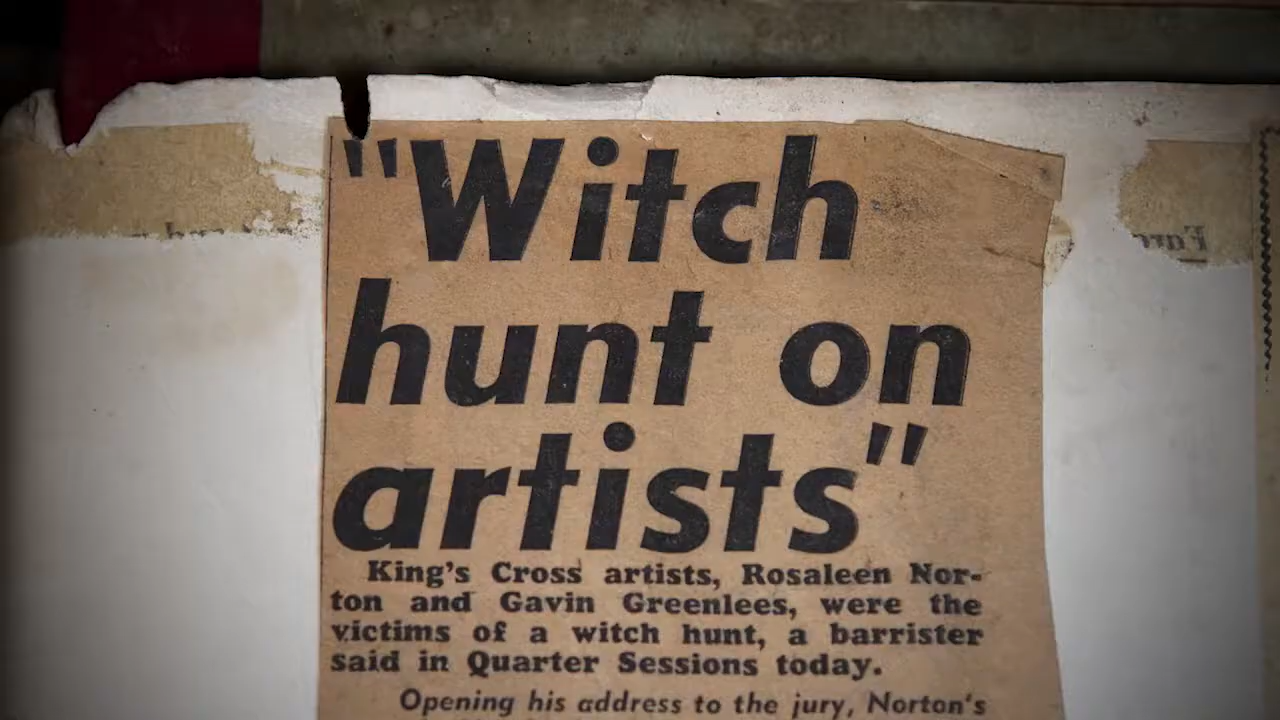 "Witch
hunt on
artists"
King's Cross artists, Rosaleen Nor-
ton and Gavin Greenlees, were the
victims of a witch hunt, a barrister
said in Quarter Sessions today.
Opening his address to the jury, Norton's